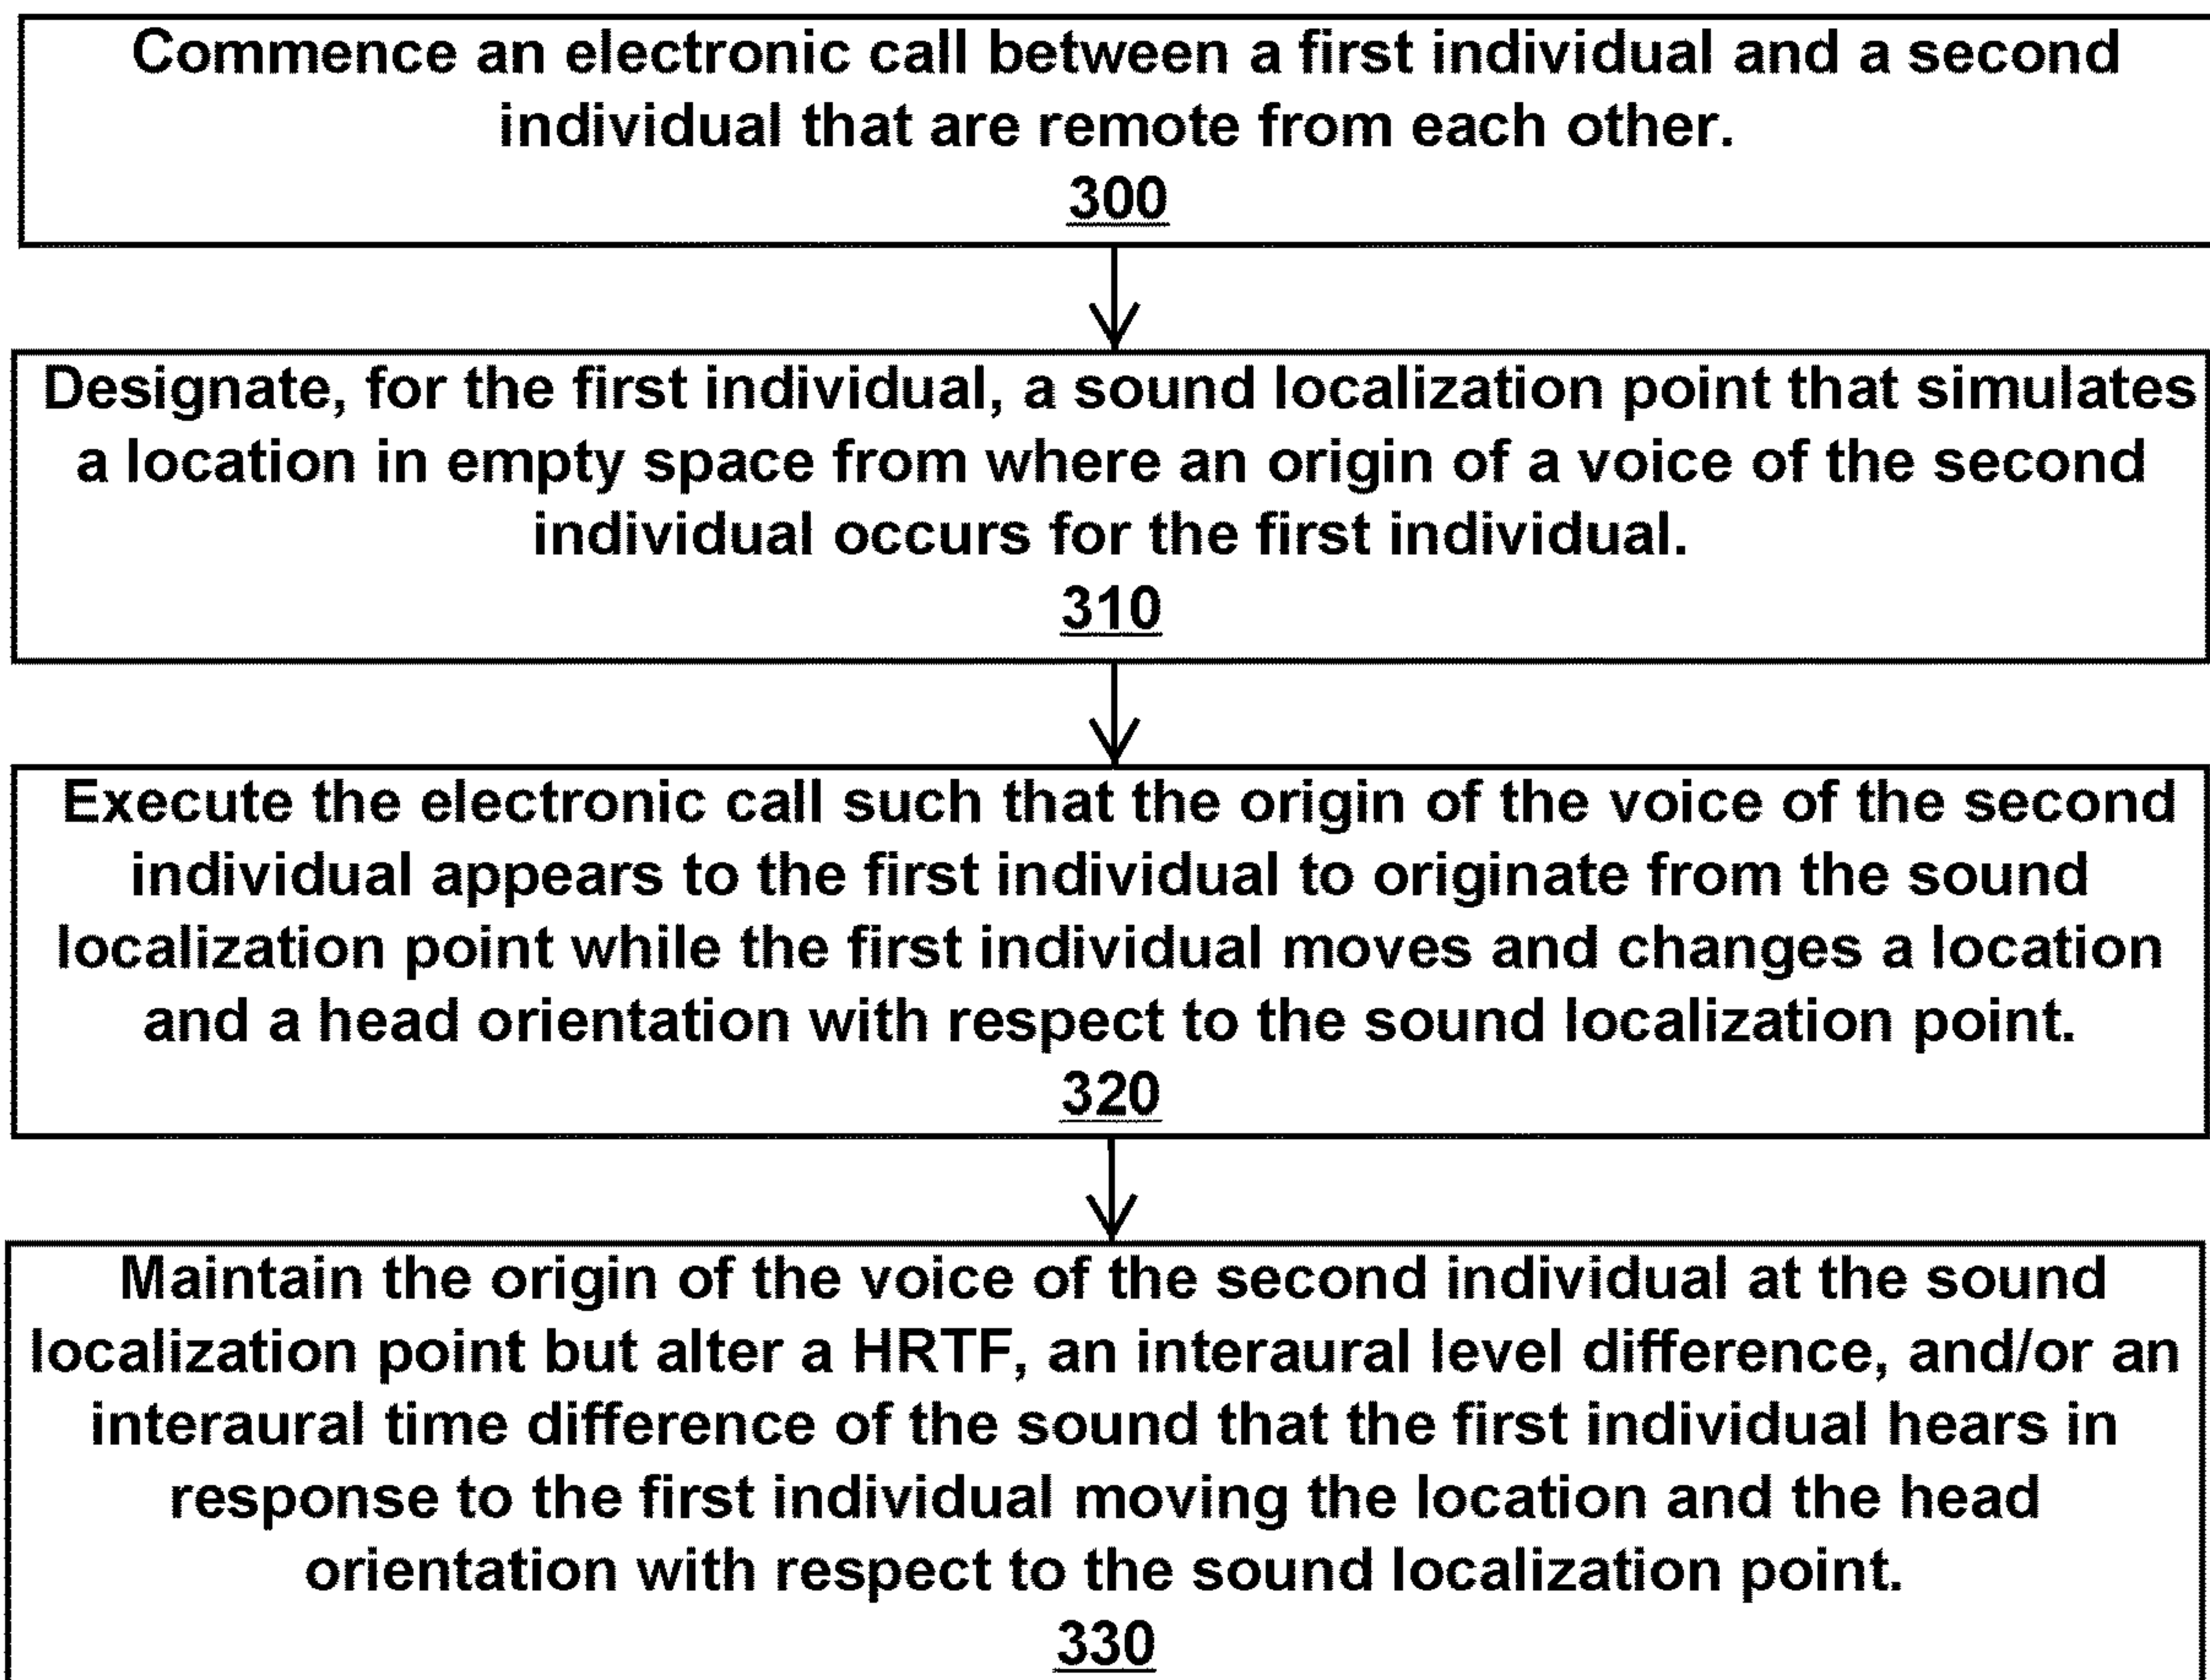 Commence an electronic call between a first individual and a second
individual that are remote from each other.
300
Designate, for the first individual, a sound localization point that simulates
a location in empty space from where an origin of a voice of the second
individual occurs for the first individual.
310
Execute the electronic call such that the origin of the voice of the second
individual appears to the first individual to originate from the sound
localization point while the first individual moves and changes a location
and a head orientation with respect to the sound localization point.
320
Maintain the origin of the voice of the second individual at the sound
localization point but alter a HRTF, an interaural level difference, and/or an
interaural time difference of the sound that the first individual hears in
response to the first individual moving the location and the head
orientation with respect to the sound localization point.
330